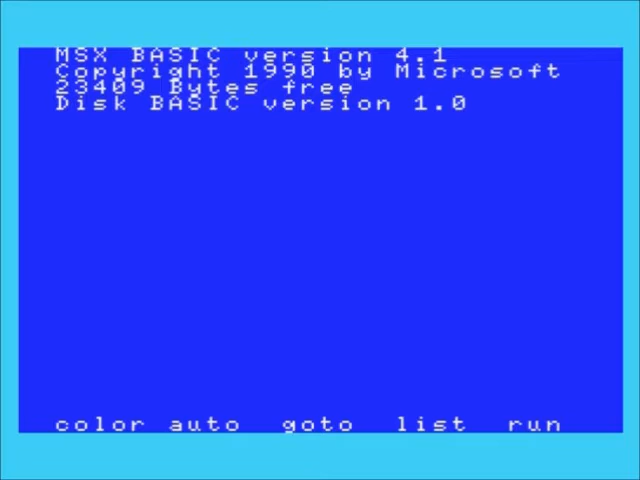 MSX BASIC version 4.1
Copyright 1990 by Microsoft
23409 Bytes free
Disk BASIC version 1.0
color auto goto list run